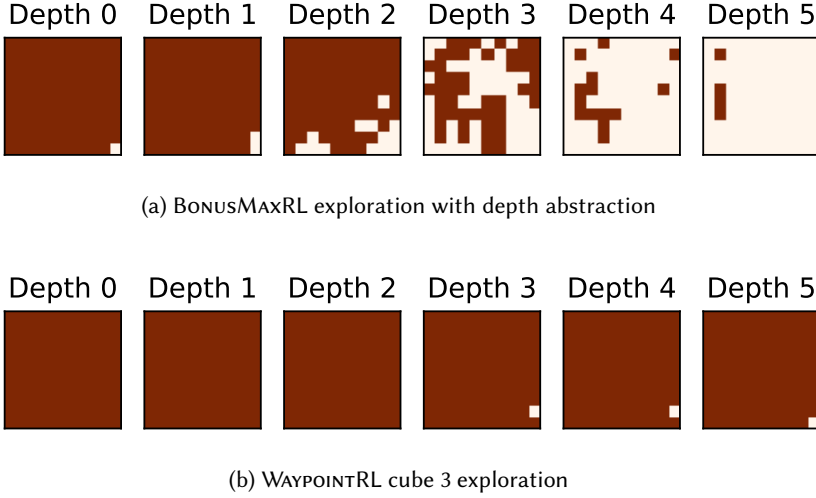 Depth 0 Depth 1 Depth 2 Depth 3 Depth 4 Depth 5
(a) BonusMaxRL exploration with depth abstraction
Depth 0 Depth 1 Depth 2 Depth 3 Depth 4 Depth 5
(b) WaypointRL cube 3 exploration